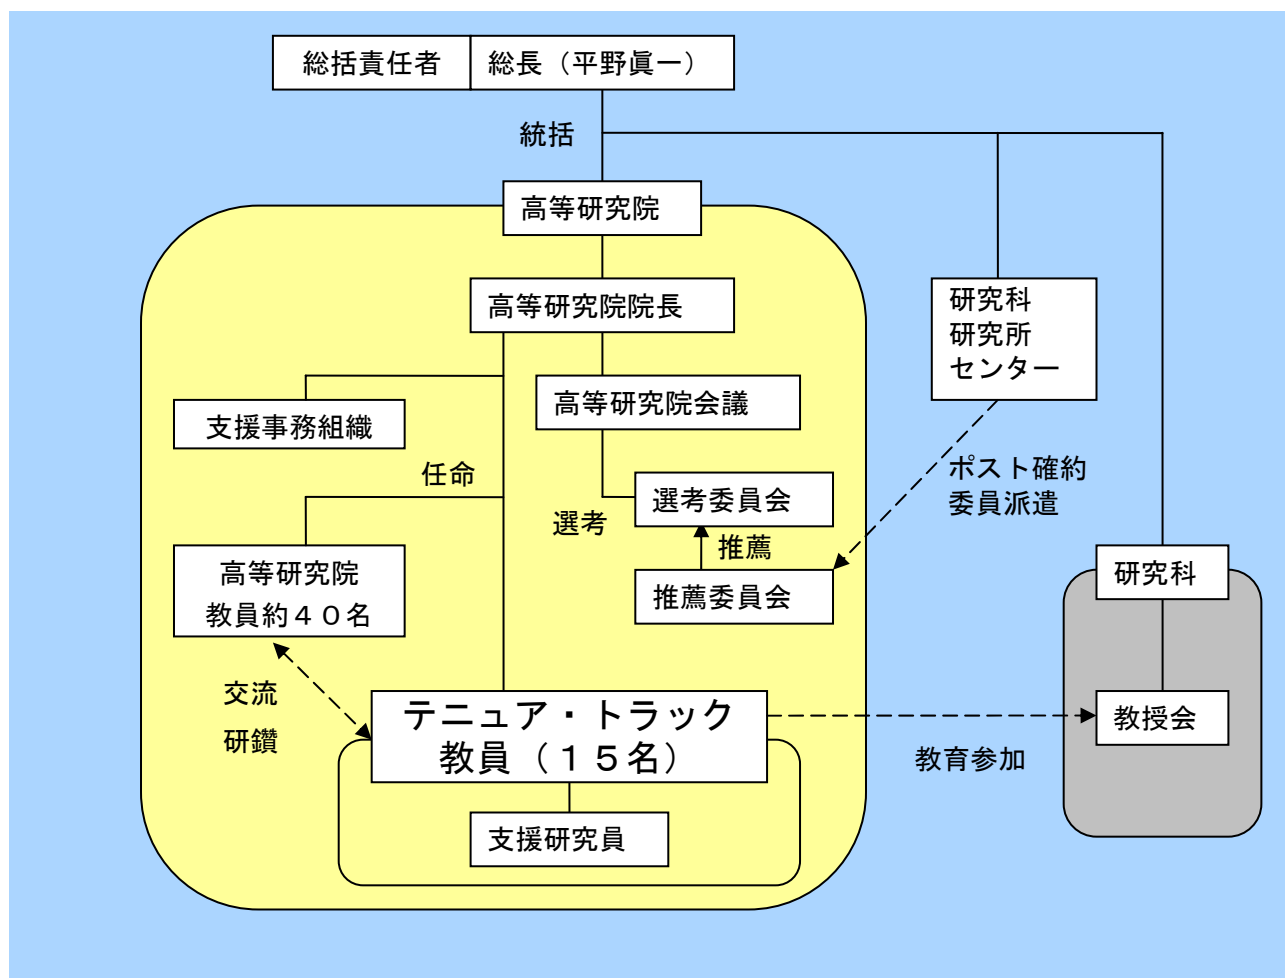 総括責任者
総長（平野眞一）
統括
高等研究院
高等研究院院長
研究科
研究所
センター
高等研究院会議
支援事務組織
任命
ポスト確約
委員派遣
選考委員会
選考
推薦
推薦委員会
高等研究院
教員約４０名
研究科
交流
研鑽
テニュア・トラック
教員（１５名）
教授会
教育参加
支援研究員